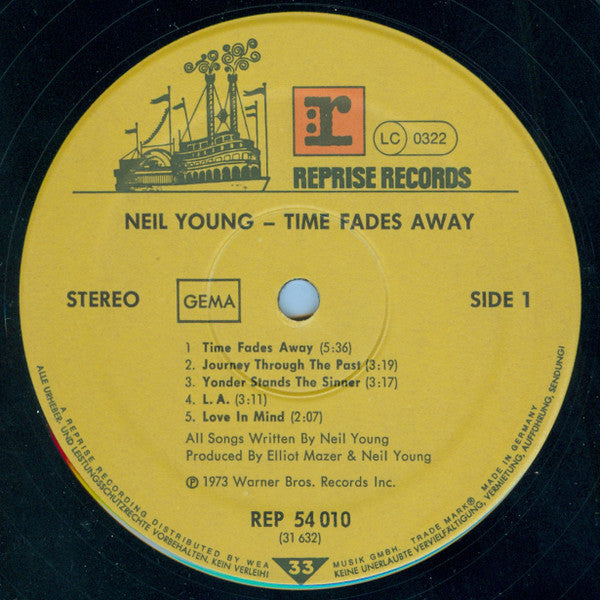 r
LC 0322
REPRISE RECORDS
NEIL YOUNG – TIME FADES AWAY
STEREO
GEMA
SIDE 1
1 Time Fades Away (5:36)
2. Journey Through The Past (3:19)
3. Yonder Stands The Sinner (3:17)
4. L.A. (3:11)
5. Love In Mind (2:07)
All Songs Written By Neil Young
Produced By Elliot Mazer & Neil Young
℗ 1973 Warner Bros. Records Inc.
REP 54 010
(31 632)
33
A REPRISE RECORDING DISTRIBUTED BY WEA MUSIK GMBH. TRADE MARK® MADE IN GERMANY
ALLE URHEBER- UND LEISTUNGSSCHUTZRECHTE VORBEHALTEN. KEIN VERLEIH! KEINE UNERLAUBTE VERVIELFÄLTIGUNG, VERMIETUNG, AUFFÜHRUNG, SENDUNG!